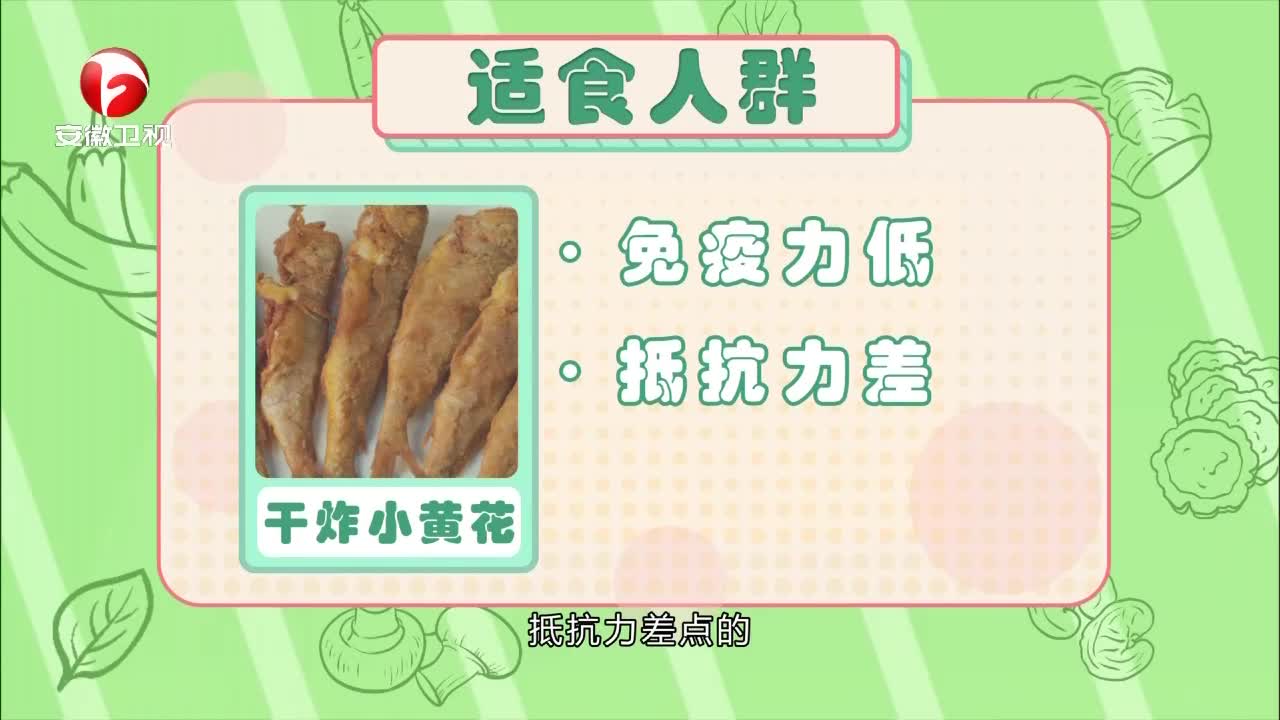 适食人群
安徽卫视
· 免疫力低
· 抵抗力差
干炸小黄花
抵抗力差点的